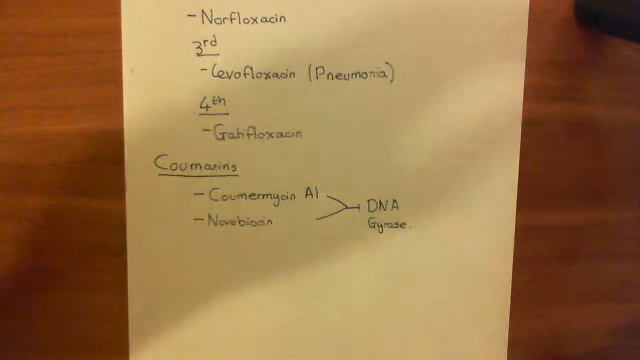 - Norfloxacin
3rd
- Levofloxacin (Pneumonia)
4th
- Gatifloxacin
Coumarins
- Coumermycin A1
- Novobiocin
DNA
Gyrase.